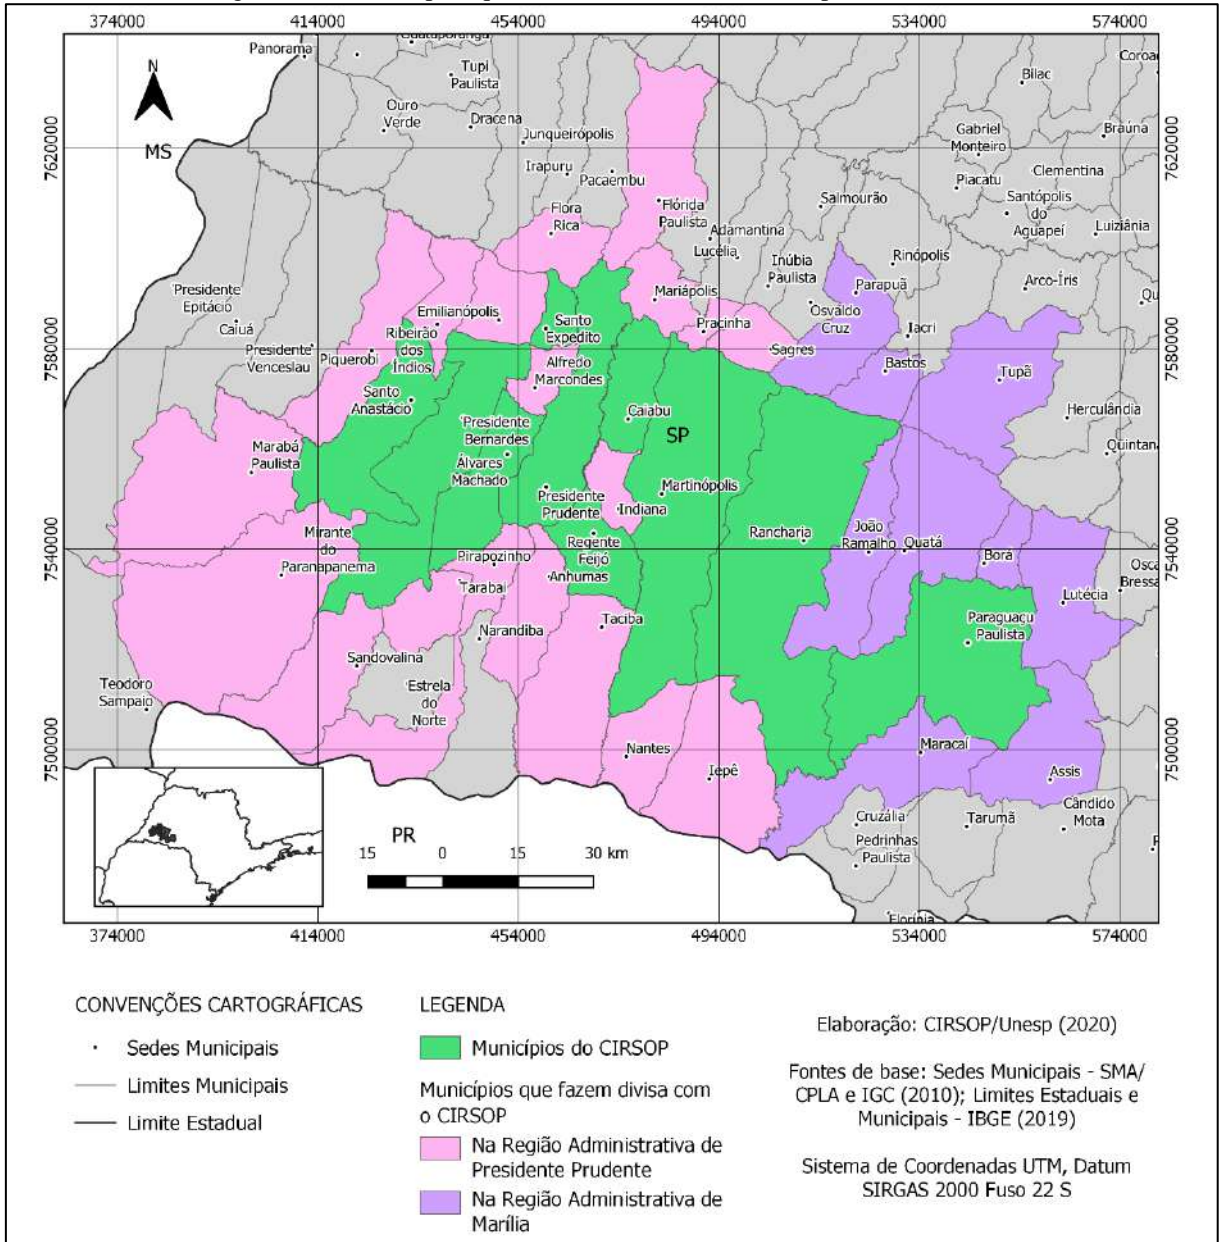 374000 414000 454000 494000 534000 574000
Panorama
Tupi
Paulista
Ouro
Verde
Dracena
Junqueirópolis
Irapuru
Pacaembu
Flora
Rica
Flórida
Paulista
Adamantina
Lucélia
Salmourão
Inúbia
Paulista
Rinópolis
Parapuã
Osvaldo
Cruz
Iacri
Bastos
Tupã
Bilac
Gabriel
Monteiro
Braúna
Piacatu
Clementina
Santópolis
do
Aguapeí
Luiziânia
Arco-Íris
Herculândia
Quintana
N
MS
7620000
7620000
Presidente
Epitácio
Caiuá
Presidente
Venceslau
Piquerobi
Emilianópolis
Ribeirão
dos
Índios
Santo
Expedito
Alfredo
Marcondes
Mariápolis
Pracinha
Sagres
7580000
7580000
Santo
Anastácio
Presidente
Bernardes
Álvares
Machado
Caiabu
SP
Marabá
Paulista
Martinópolis
Indiana
Presidente
Prudente
Regente
Feijó
Rancharia
João
Ramalho
Quatá
Borá
Lutécia
7540000
7540000
Mirante
do
Paranapanema
Pirapozinho
Anhumas
Tarabai
Narandiba
Taciba
Paraguaçu
Paulista
Sandovalina
Estrela
do
Norte
Teodoro
Sampaio
7500000
7500000
Nantes
Iepê
Maracaí
Assis
Cândido
Mota
Cruzália
Tarumã
Pedrinhas
Paulista
Florínia
PR
15 0 15 30 km
374000 414000 454000 494000 534000 574000
CONVENÇÕES CARTOGRÁFICAS
Sedes Municipais
Limites Municipais
Limite Estadual
LEGENDA
Municípios do CIRSOP
Municípios que fazem divisa com
o CIRSOP
Na Região Administrativa de
Presidente Prudente
Na Região Administrativa de
Marília
Elaboração: CIRSOP/Unesp (2020)
Fontes de base: Sedes Municipais - SMA/
CPLA e IGC (2010); Limites Estaduais e
Municipais - IBGE (2019)
Sistema de Coordenadas UTM, Datum
SIRGAS 2000 Fuso 22 S